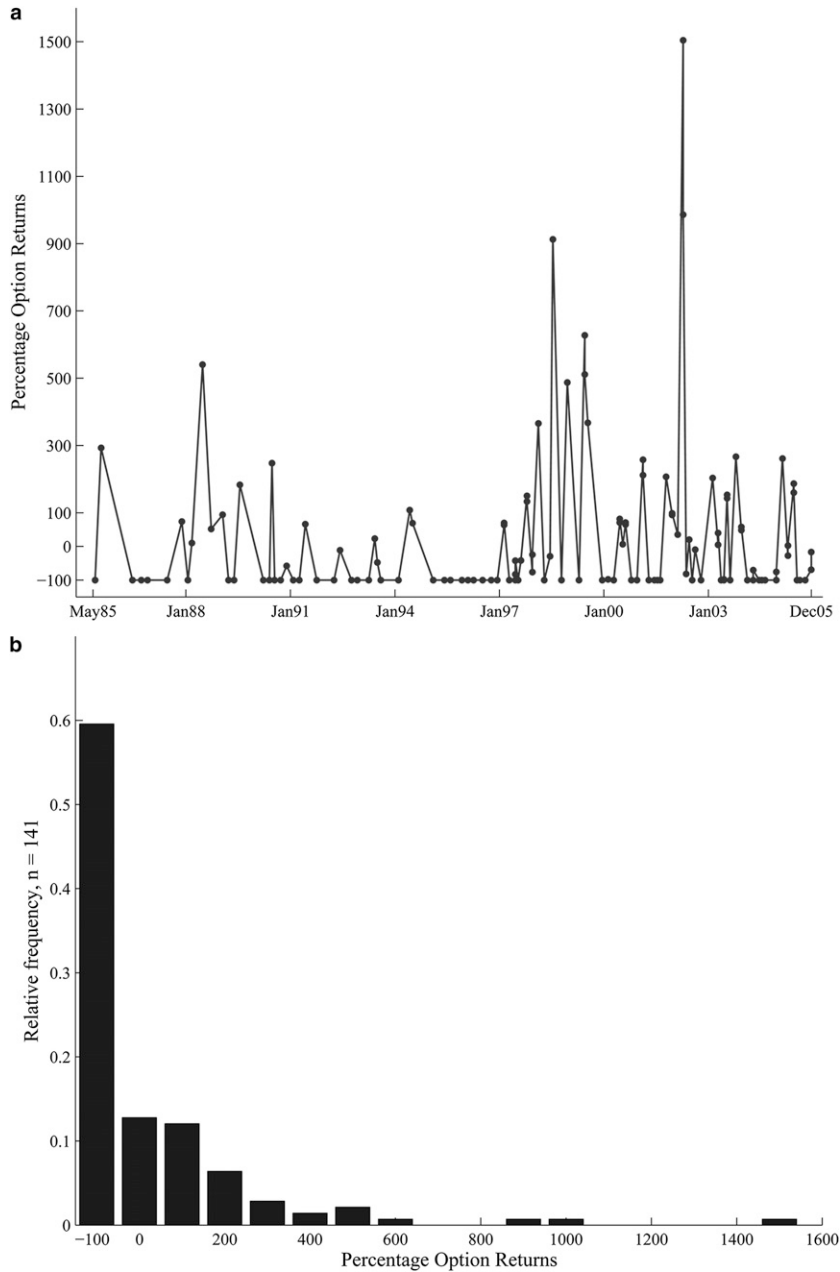 a
Percentage Option Returns
1500
1300
1100
900
700
500
300
100
0
−100
May85 Jan88 Jan91 Jan94 Jan97 Jan00 Jan03 Dec05
b
Relative frequency, n = 141
0.6
0.5
0.4
0.3
0.2
0.1
0
−100 0 200 400 600 800 1000 1200 1400 1600
Percentage Option Returns